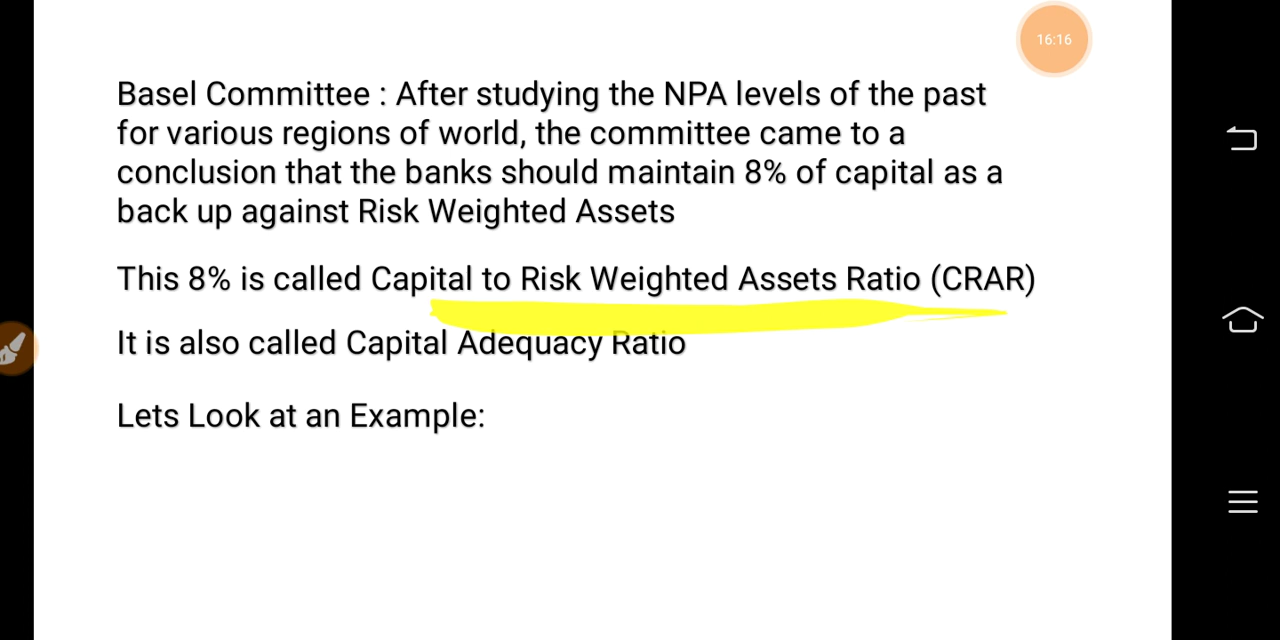 16:16
Basel Committee : After studying the NPA levels of the past
for various regions of world, the committee came to a
conclusion that the banks should maintain 8% of capital as a
back up against Risk Weighted Assets
This 8% is called Capital to Risk Weighted Assets Ratio (CRAR)
It is also called Capital Adequacy Ratio
Lets Look at an Example: